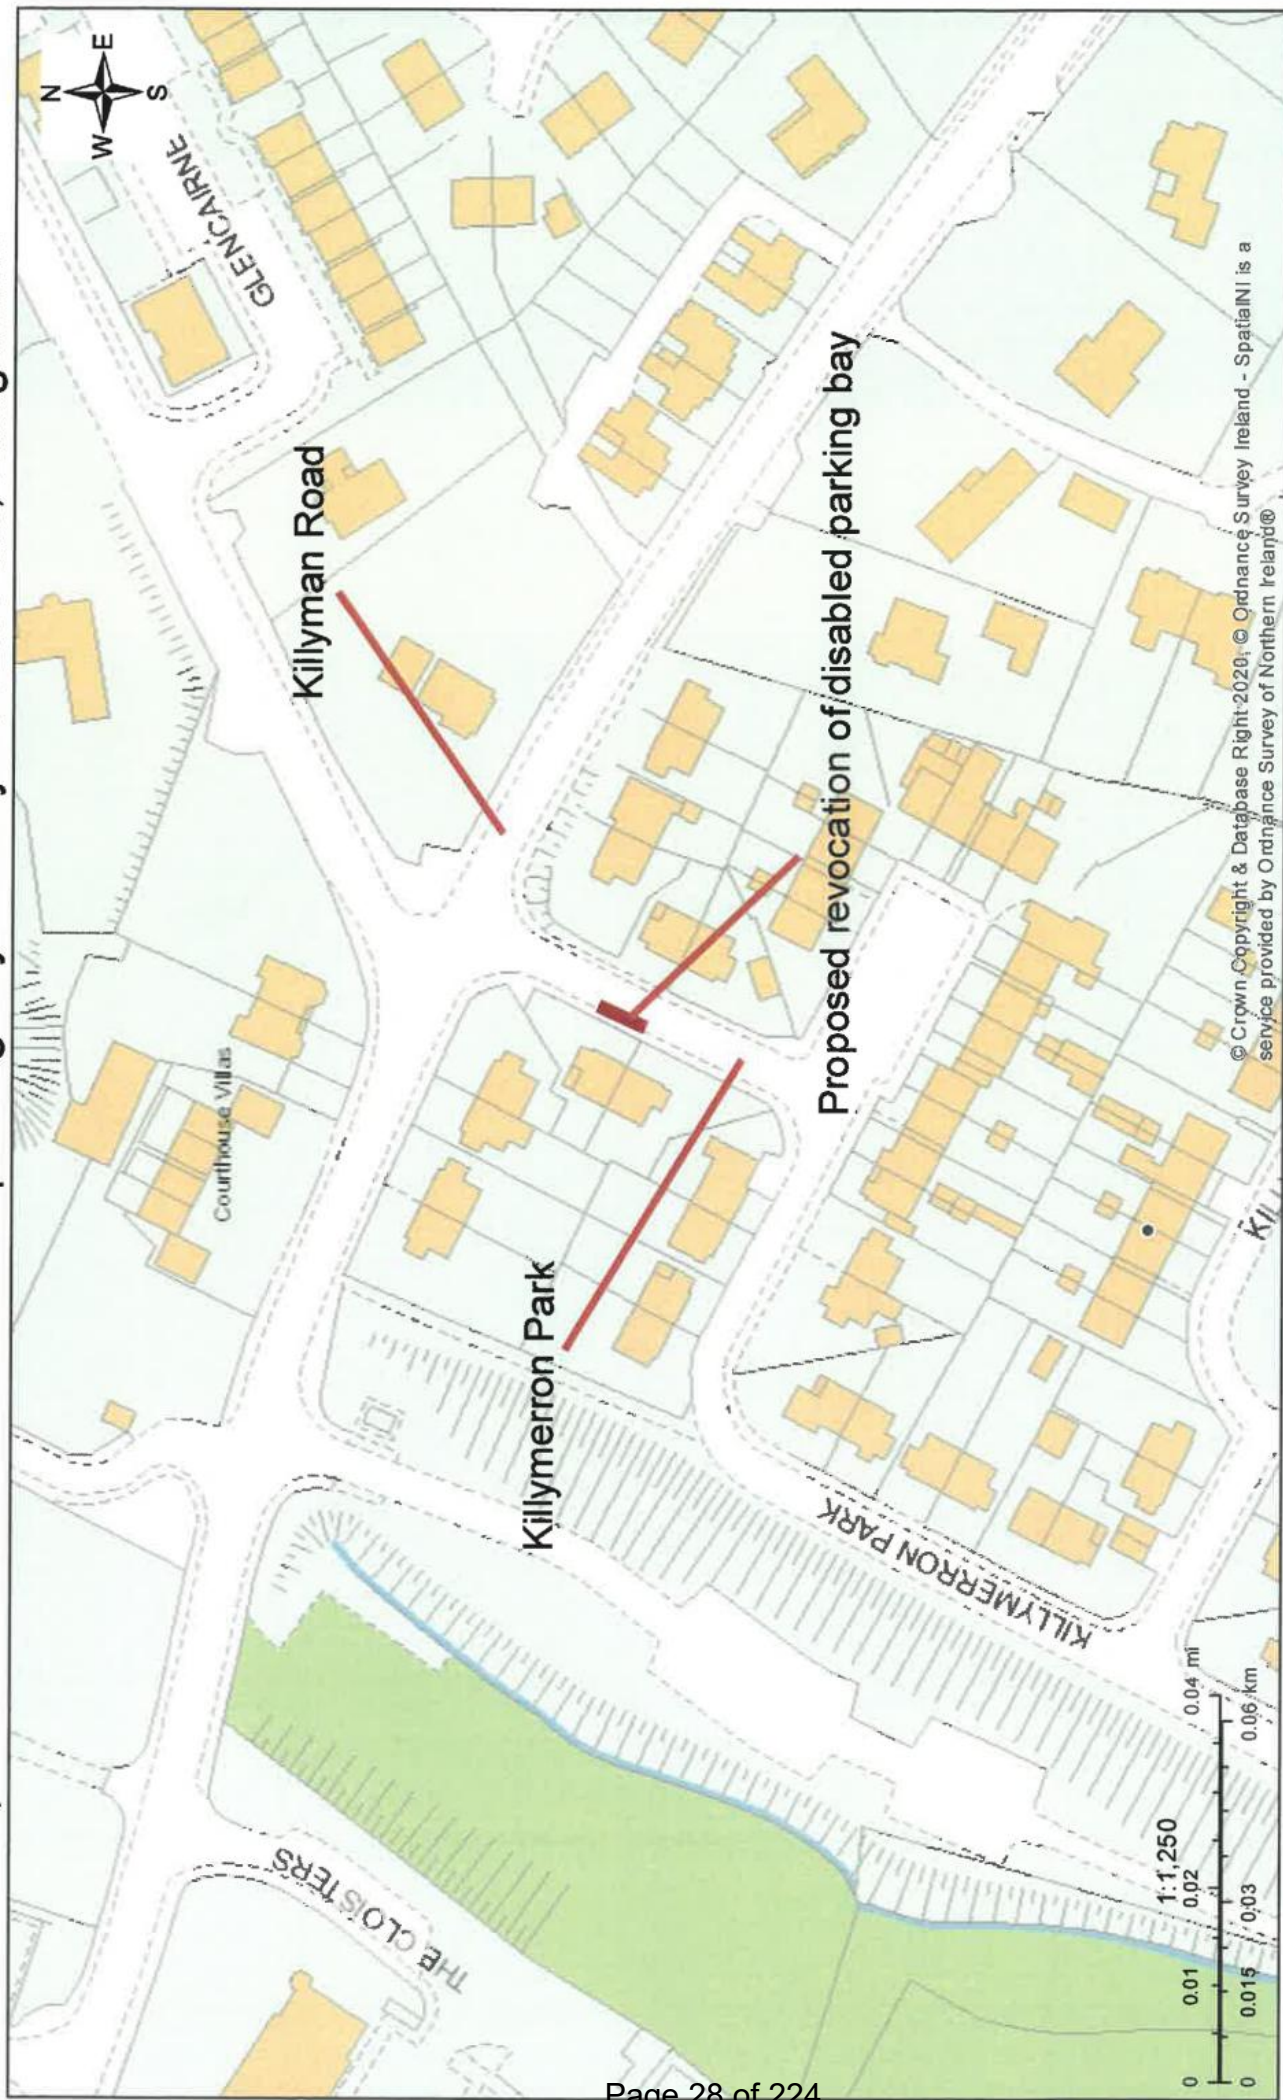 N
E
S
W
GLENCAIRNE
Killyman Road
Courthouse Villas
Killymerron Park
Proposed revocation of disabled parking bay
THE CLOISTERS
KILLYMERRON PARK
KI
1:1,250
0 0.01 0.02 0.04 mi
0 0.015 0.03 0.06 km
© Crown Copyright & Database Right 2020, © Ordnance Survey Ireland - SpatialNI is a
service provided by Ordnance Survey of Northern Ireland®
Page 28 of 224